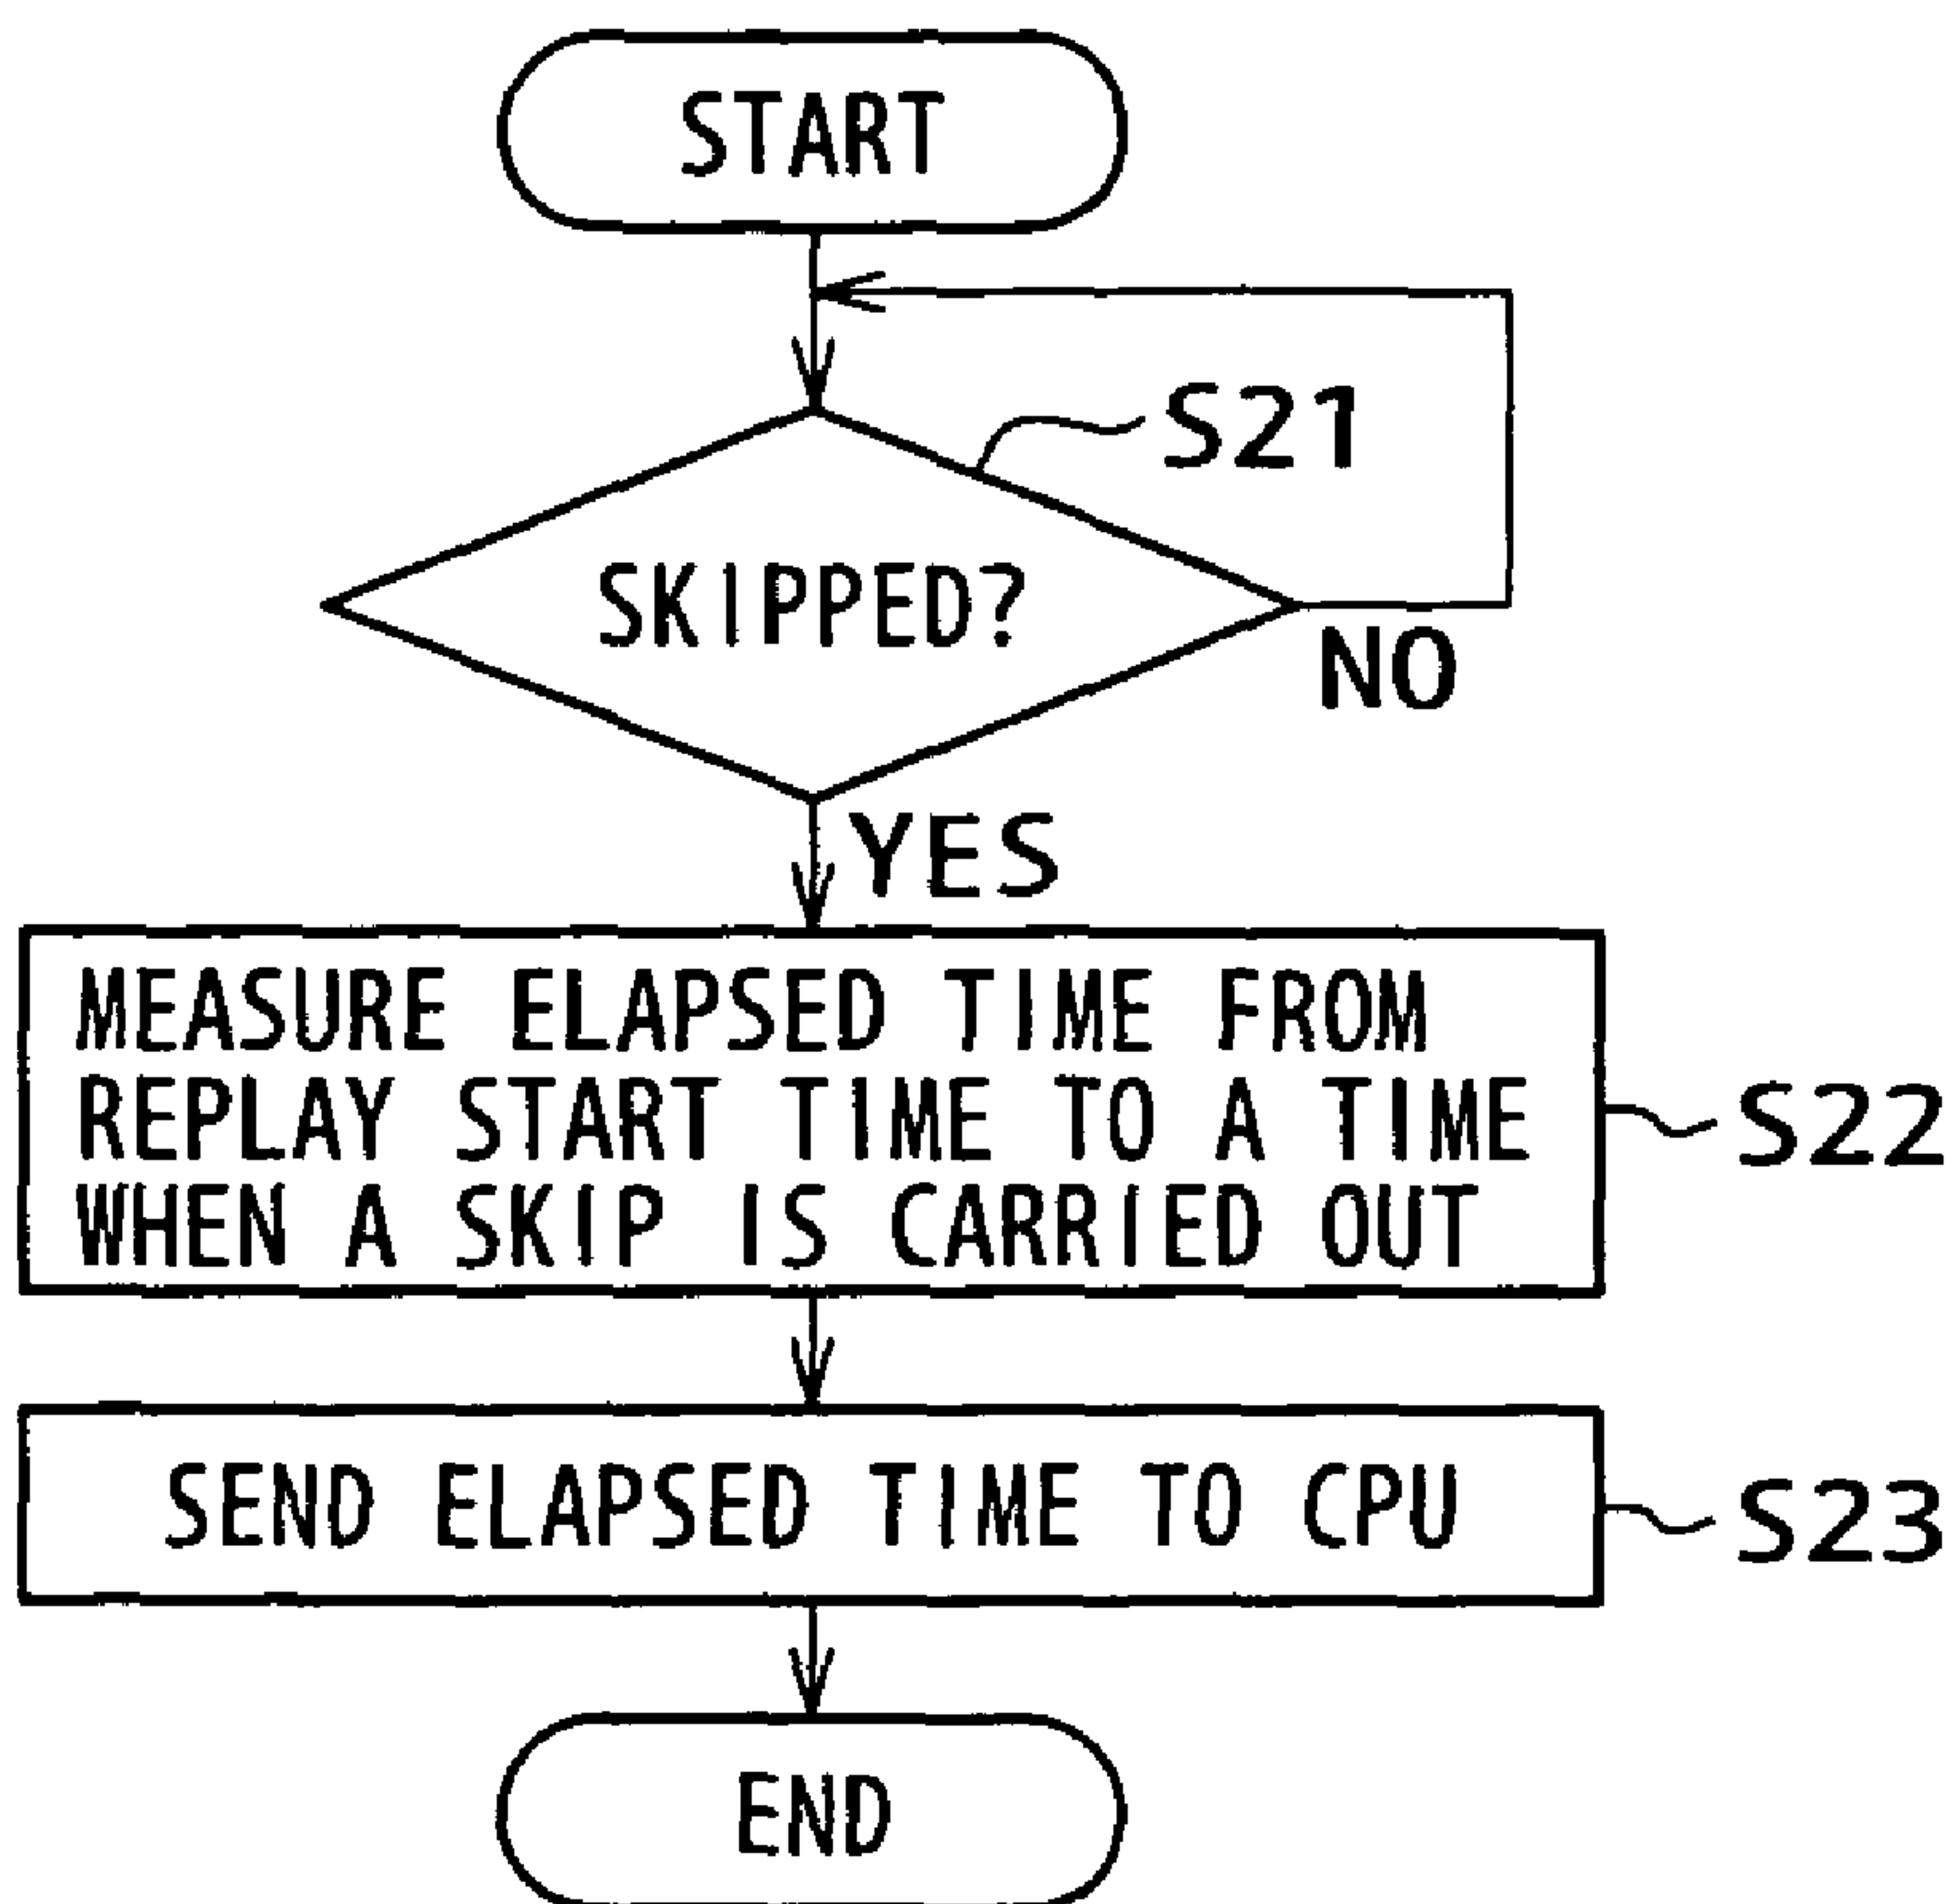 START
S21
SKIPPED?
NO
YES
MEASURE ELAPSED TIME FROM
REPLAY START TIME TO A TIME
WHEN A SKIP IS CARRIED OUT
S22
SEND ELAPSED TIME TO CPU
S23
END